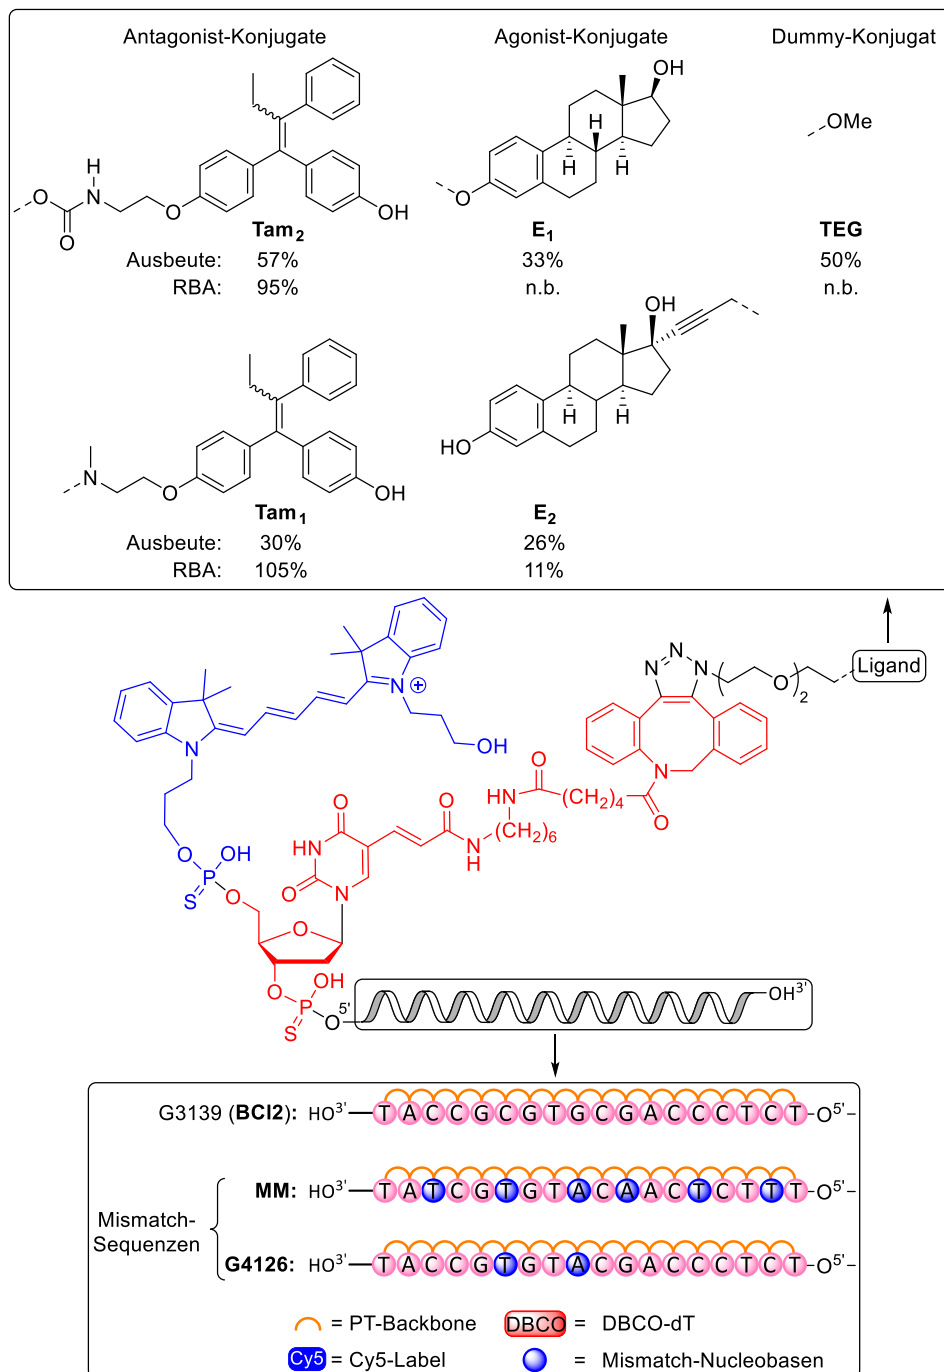 Antagonist-Konjugate Agonist-Konjugate Dummy-Konjugat
OH
OMe
H
O N H H
O O OH O
Tam2 E1 TEG
Ausbeute: 57% 33% 50%
RBA: 95% n.b. n.b.
OH
H H
HO
N O OH
Tam1 E2
Ausbeute: 30% 26%
RBA: 105% 11%
N N N ( O )2 Ligand
N +
N OH
N
O
H N (CH2)4 O
O O
HN N H (CH2)6
O N
O OH
P
S O
O
O OH
P
S O 5' OH3'
G3139 (BCl2): HO3' T A C C G C G T G C G A C C C T C T O5'
MM: HO3' T A T C G T G T A C A A C T C T T T O5'
Mismatch-
Sequenzen
G4126: HO3' T A C C G T G T A C G A C C C T C T O5'
= PT-Backbone DBCO = DBCO-dT
Cy5 = Cy5-Label = Mismatch-Nucleobasen